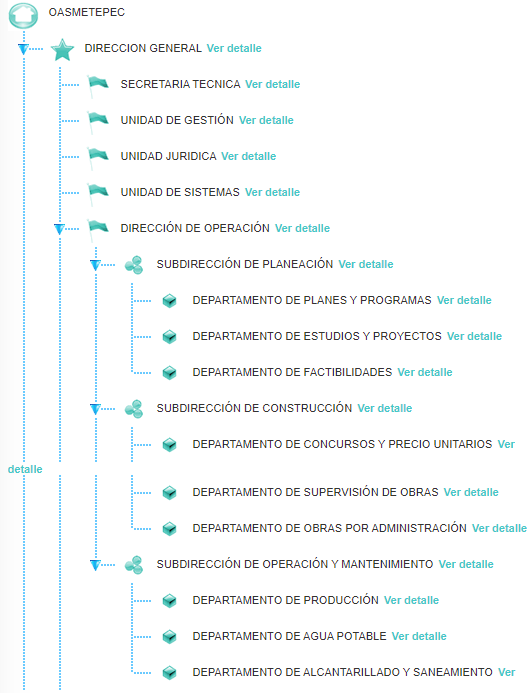 OASMETEPEC
DIRECCION GENERAL Ver detalle
SECRETARIA TECNICA Ver detalle
UNIDAD DE GESTIÓN Ver detalle
UNIDAD JURIDICA Ver detalle
UNIDAD DE SISTEMAS Ver detalle
DIRECCIÓN DE OPERACIÓN Ver detalle
SUBDIRECCIÓN DE PLANEACIÓN Ver detalle
DEPARTAMENTO DE PLANES Y PROGRAMAS Ver detalle
DEPARTAMENTO DE ESTUDIOS Y PROYECTOS Ver detalle
DEPARTAMENTO DE FACTIBILIDADES Ver detalle
SUBDIRECCIÓN DE CONSTRUCCIÓN Ver detalle
DEPARTAMENTO DE CONCURSOS Y PRECIO UNITARIOS Ver
detalle
DEPARTAMENTO DE SUPERVISIÓN DE OBRAS Ver detalle
DEPARTAMENTO DE OBRAS POR ADMINISTRACIÓN Ver detalle
SUBDIRECCIÓN DE OPERACIÓN Y MANTENIMIENTO Ver detalle
DEPARTAMENTO DE PRODUCCIÓN Ver detalle
DEPARTAMENTO DE AGUA POTABLE Ver detalle
DEPARTAMENTO DE ALCANTARILLADO Y SANEAMIENTO Ver